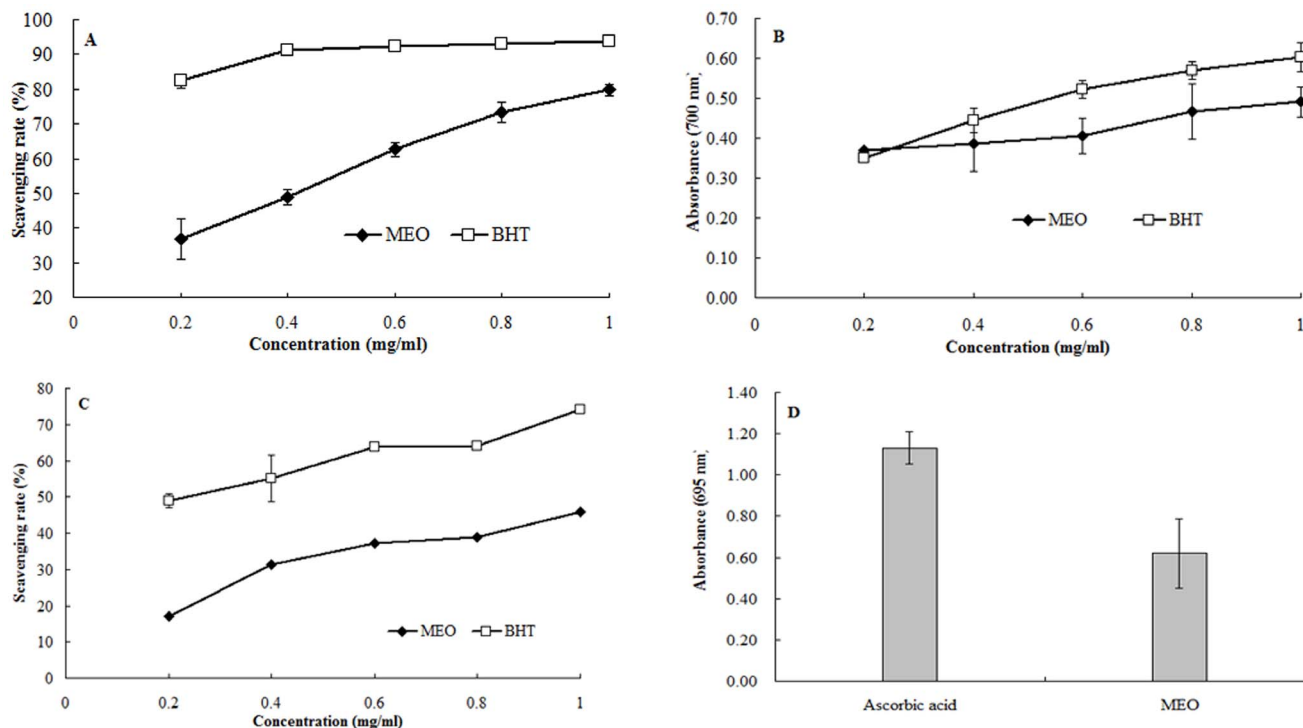 A
Scavenging rate (%)
100
90
80
70
60
50
40
30
20
MEO
BHT
0
0.2
0.4
0.6
0.8
1
Concentration (mg/ml)
B
Absorbance (700 nm)
0.70
0.60
0.50
0.40
0.30
0.20
0.10
0.00
MEO
BHT
0
0.2
0.4
0.6
0.8
1
Concentration (mg/ml)
C
Scavenging rate (%)
80
70
60
50
40
30
20
10
0
MEO
BHT
0
0.2
0.4
0.6
0.8
1
Concentration (mg/ml)
D
Absorbance (695 nm)
1.40
1.20
1.00
0.80
0.60
0.40
0.20
0.00
Ascorbic acid
MEO